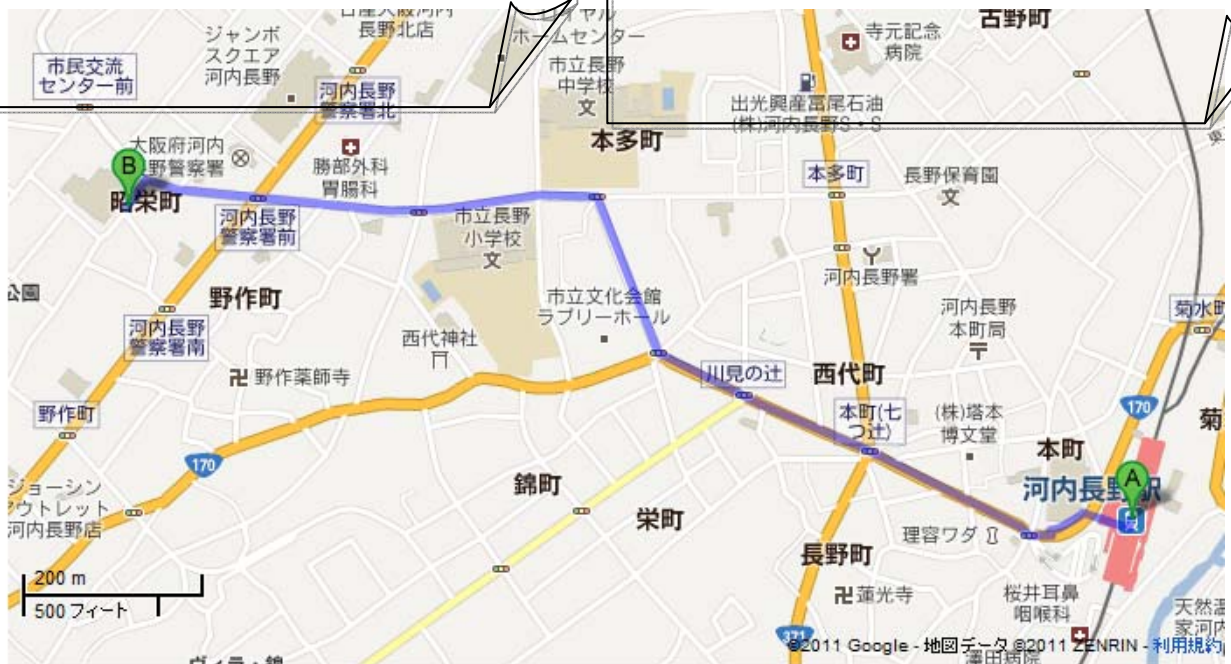 長野北店
ジャンボ
スクエア
河内長野
ホームセンター
市立長野
中学校
文
古野町
寺元記念
病院
市民交流
センター前
河内長野
警察署北
出光興産冨尾石油
(株)河内長野S・S
本多町
大阪府河内
野警察署
勝部外科
胃腸科
本多町
長野保育園
文
B
昭栄町
河内長野
警察署前
市立長野
小学校
文
河内長野署
公園
野作町
市立文化会館
ラブリーホール
河内長野
本町局
菊水町
河内長野
警察署南
西代神社
野作薬師寺
川見の辻
西代町
本町(七
つ辻)
(株)塔本
博文堂
170
菊
野作町
本町
170
錦町
A
河内長野駅
ジョーシン
アウトレット
河内長野店
栄町
理容ワダ
長野町
200 m
500 フィート
蓮光寺
桜井耳鼻
咽喉科
天然温
家河内
371
©2011 Google - 地図データ ©2011 ZENRIN - 利用規約
澤田病院